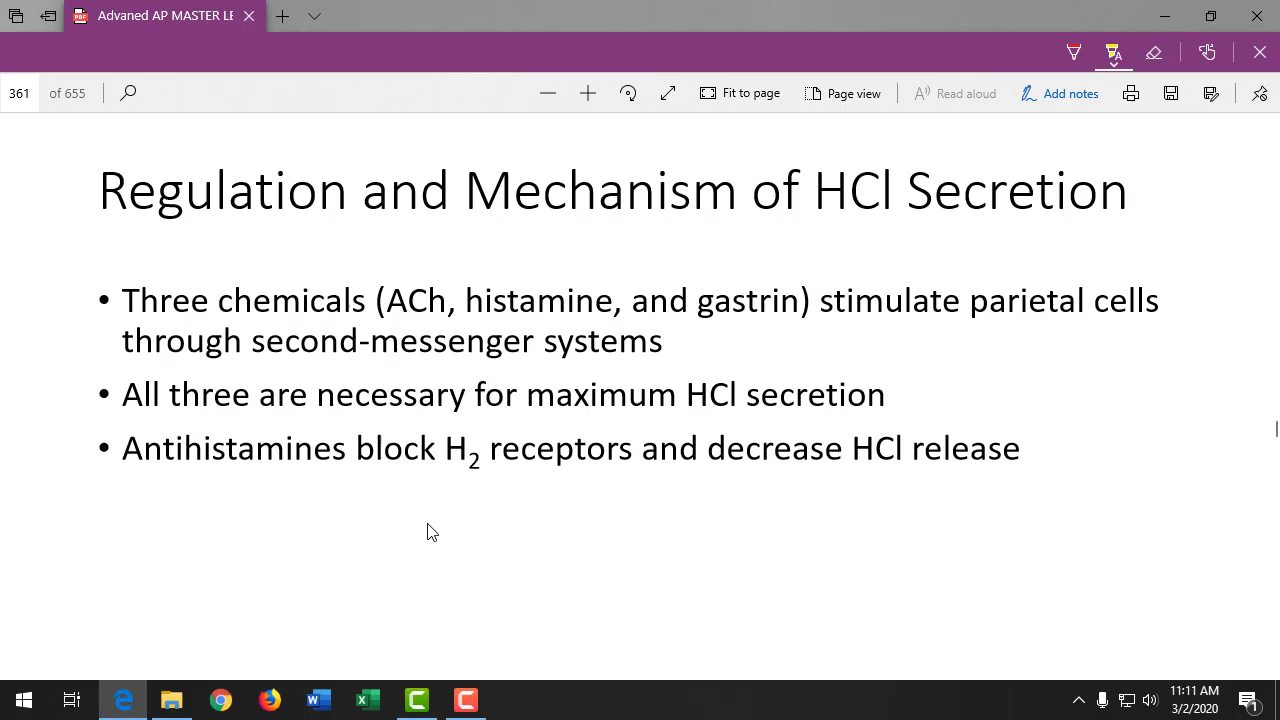 Advaned AP MASTER LE
361 of 655 Fit to page Page view Read aloud Add notes
Regulation and Mechanism of HCl Secretion
• Three chemicals (ACh, histamine, and gastrin) stimulate parietal cells
through second-messenger systems
• All three are necessary for maximum HCl secretion
• Antihistamines block H₂ receptors and decrease HCl release
11:11 AM
3/2/2020